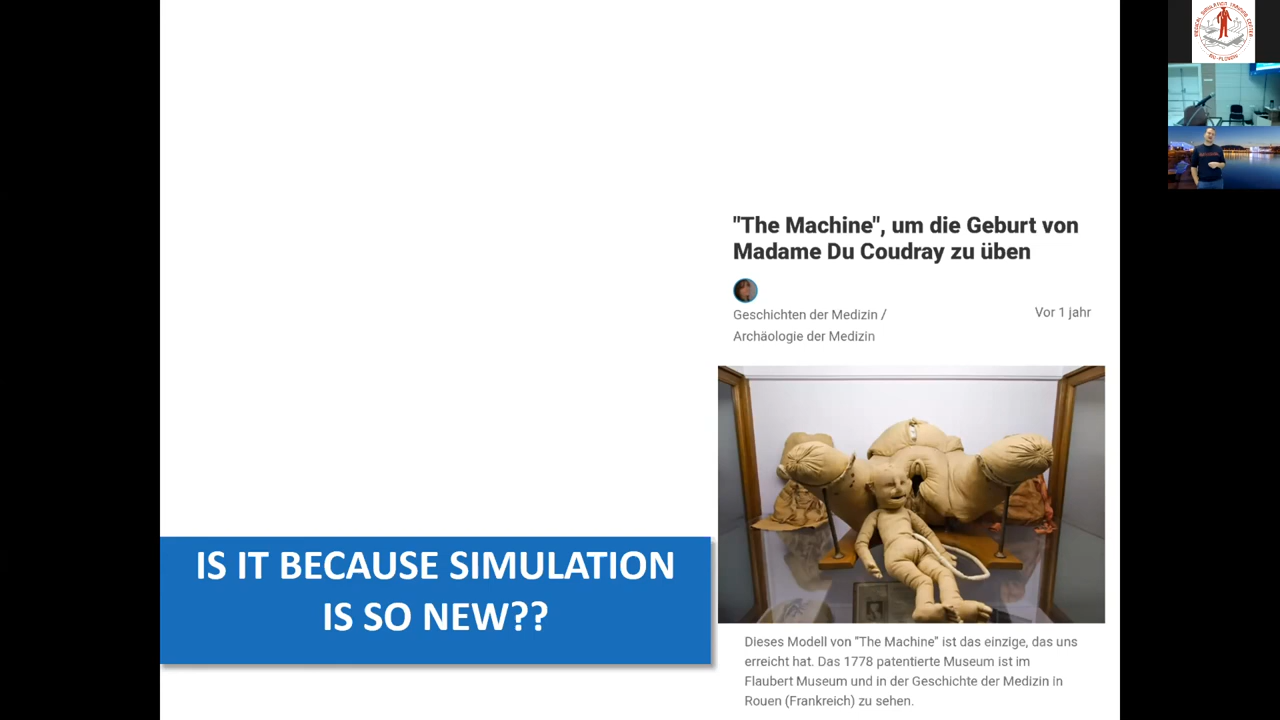 "The Machine", um die Geburt von
Madame Du Coudray zu üben
Geschichten der Medizin /
Archäologie der Medizin
Vor 1 jahr
IS IT BECAUSE SIMULATION
IS SO NEW??
Dieses Modell von "The Machine" ist das einzige, das uns
erreicht hat. Das 1778 patentierte Museum ist im
Flaubert Museum und in der Geschichte der Medizin in
Rouen (Frankreich) zu sehen.